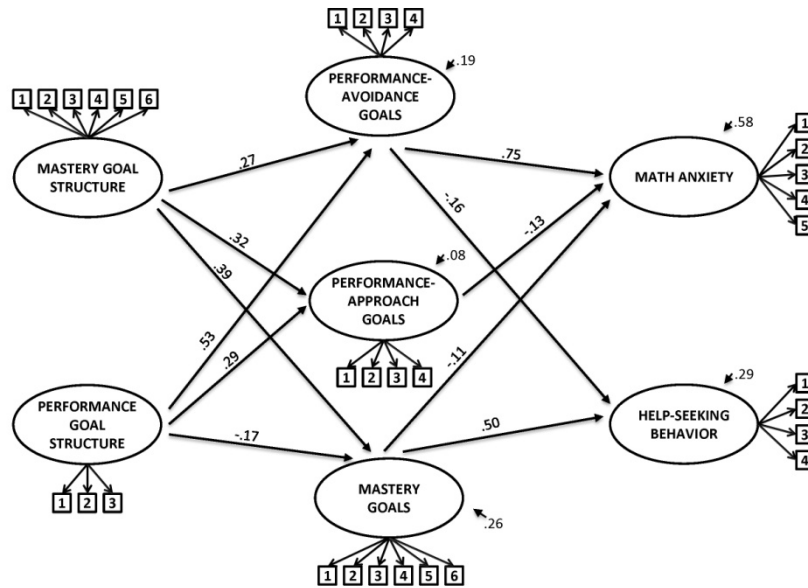 1 2 3 4
.19
PERFORMANCE-
AVOIDANCE
GOALS
1 2 3 4 5 6
MASTERY GOAL
STRUCTURE
.58
MATH ANXIETY
1
2
3
4
5
.27
.75
-.16
.32
-.13
.39
.08
PERFORMANCE-
APPROACH
GOALS
1 2 3 4
.53
.29
-.11
PERFORMANCE
GOAL
STRUCTURE
1 2 3
-.17
.50
.29
HELP-SEEKING
BEHAVIOR
1
2
3
4
MASTERY
GOALS
.26
1 2 3 4 5 6